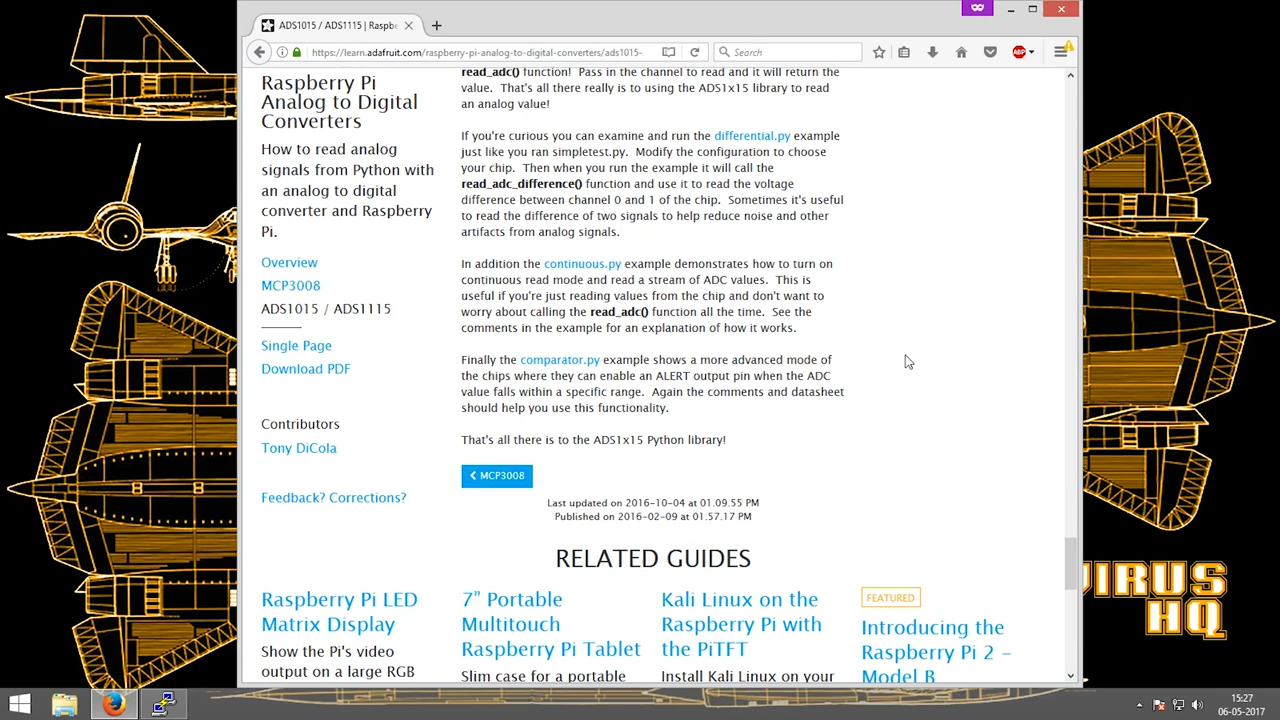 ADS1015 / ADS1115 | Raspbe
https://learn.adafruit.com/raspberry-pi-analog-to-digital-converters/ads1015-
Search
ABP
Raspberry Pi
Analog to Digital
Converters
How to read analog
signals from Python with
an analog to digital
converter and Raspberry
Pi.
Overview
MCP3008
ADS1015 / ADS1115
Single Page
Download PDF
Contributors
Tony DiCola
Feedback? Corrections?
read_adc() function!  Pass in the channel to read and it will return the
value.  That's all there really is to using the ADS1x15 library to read
an analog value!
If you're curious you can examine and run the differential.py example
just like you ran simpletest.py.  Modify the configuration to choose
your chip.  Then when you run the example it will call the
read_adc_difference() function and use it to read the voltage
difference between channel 0 and 1 of the chip.  Sometimes it's useful
to read the difference of two signals to help reduce noise and other
artifacts from analog signals.
In addition the continuous.py example demonstrates how to turn on
continuous read mode and read a stream of ADC values.  This is
useful if you're just reading values from the chip and don't want to
worry about calling the read_adc() function all the time.  See the
comments in the example for an explanation of how it works.
Finally the comparator.py example shows a more advanced mode of
the chips where they can enable an ALERT output pin when the ADC
value falls within a specific range.  Again the comments and datasheet
should help you use this functionality.
That's all there is to the ADS1x15 Python library!
MCP3008
Last updated on 2016-10-04 at 01.09.55 PM
Published on 2016-02-09 at 01.57.17 PM
RELATED GUIDES
Raspberry Pi LED
Matrix Display
Show the Pi's video
output on a large RGB
7” Portable
Multitouch
Raspberry Pi Tablet
Slim case for a portable
Kali Linux on the
Raspberry Pi with
the PiTFT
Install Kali Linux on your
FEATURED
Introducing the
Raspberry Pi 2 -
Model B
VIRUS
HQ
15:27
06-05-2017